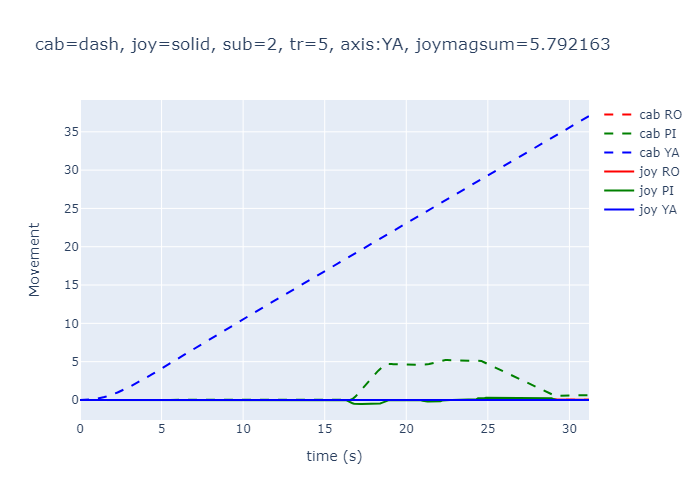 cab=dash, joy=solid, sub=2, tr=5, axis:YA, joymagsum=5.792163
cab RO
cab PI
cab YA
joy RO
joy PI
joy YA
Movement
35
30
25
20
15
10
5
0
0 5 10 15 20 25 30
time (s)